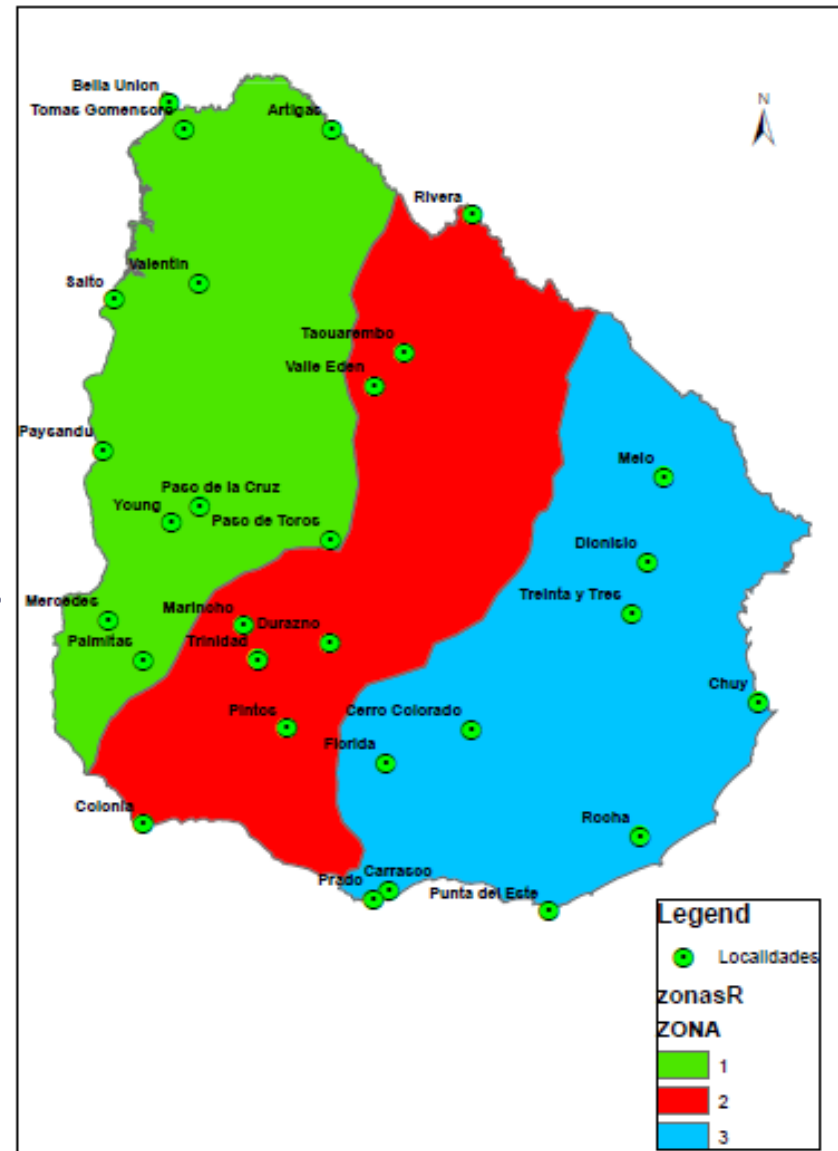 Bella Union
Tomas Gomensoro
Artigas
N
Rivera
Valentin
Salto
Tacuarembo
Valle Eden
Paysandu
Melo
Paso de la Cruz
Young
Paso de Toros
Dionisio
Treinta y Tres
Mercedes
Marincho
Durazno
Palmitas
Trinidad
Chuy
Pintos
Cerro Colorado
Florida
Colonia
Rocha
Carrasco
Prado
Punta del Este
Legend
Localidades
zonasR
ZONA
1
2
3